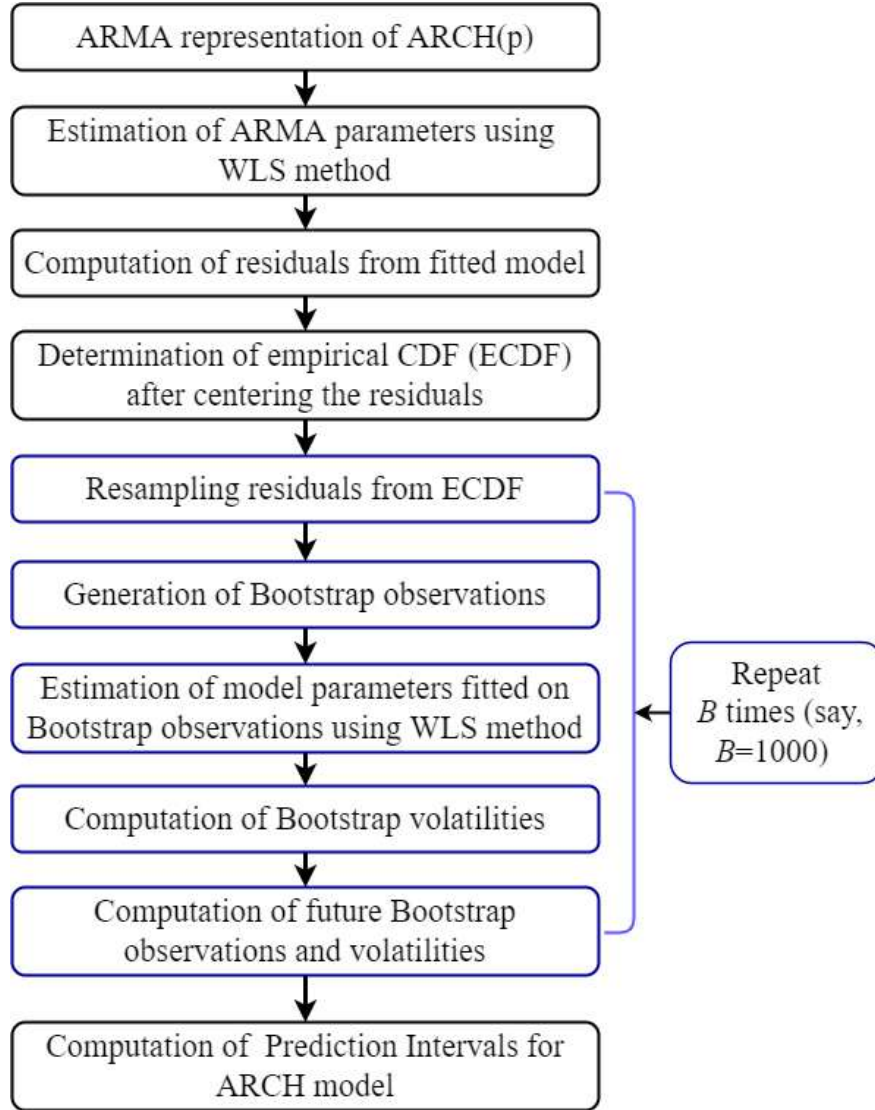 ARMA representation of ARCH(p)
Estimation of ARMA parameters using
WLS method
Computation of residuals from fitted model
Determination of empirical CDF (ECDF)
after centering the residuals
Resampling residuals from ECDF
Generation of Bootstrap observations
Estimation of model parameters fitted on
Bootstrap observations using WLS method
Computation of Bootstrap volatilities
Computation of future Bootstrap
observations and volatilities
Repeat
B times (say,
B=1000)
Computation of Prediction Intervals for
ARCH model